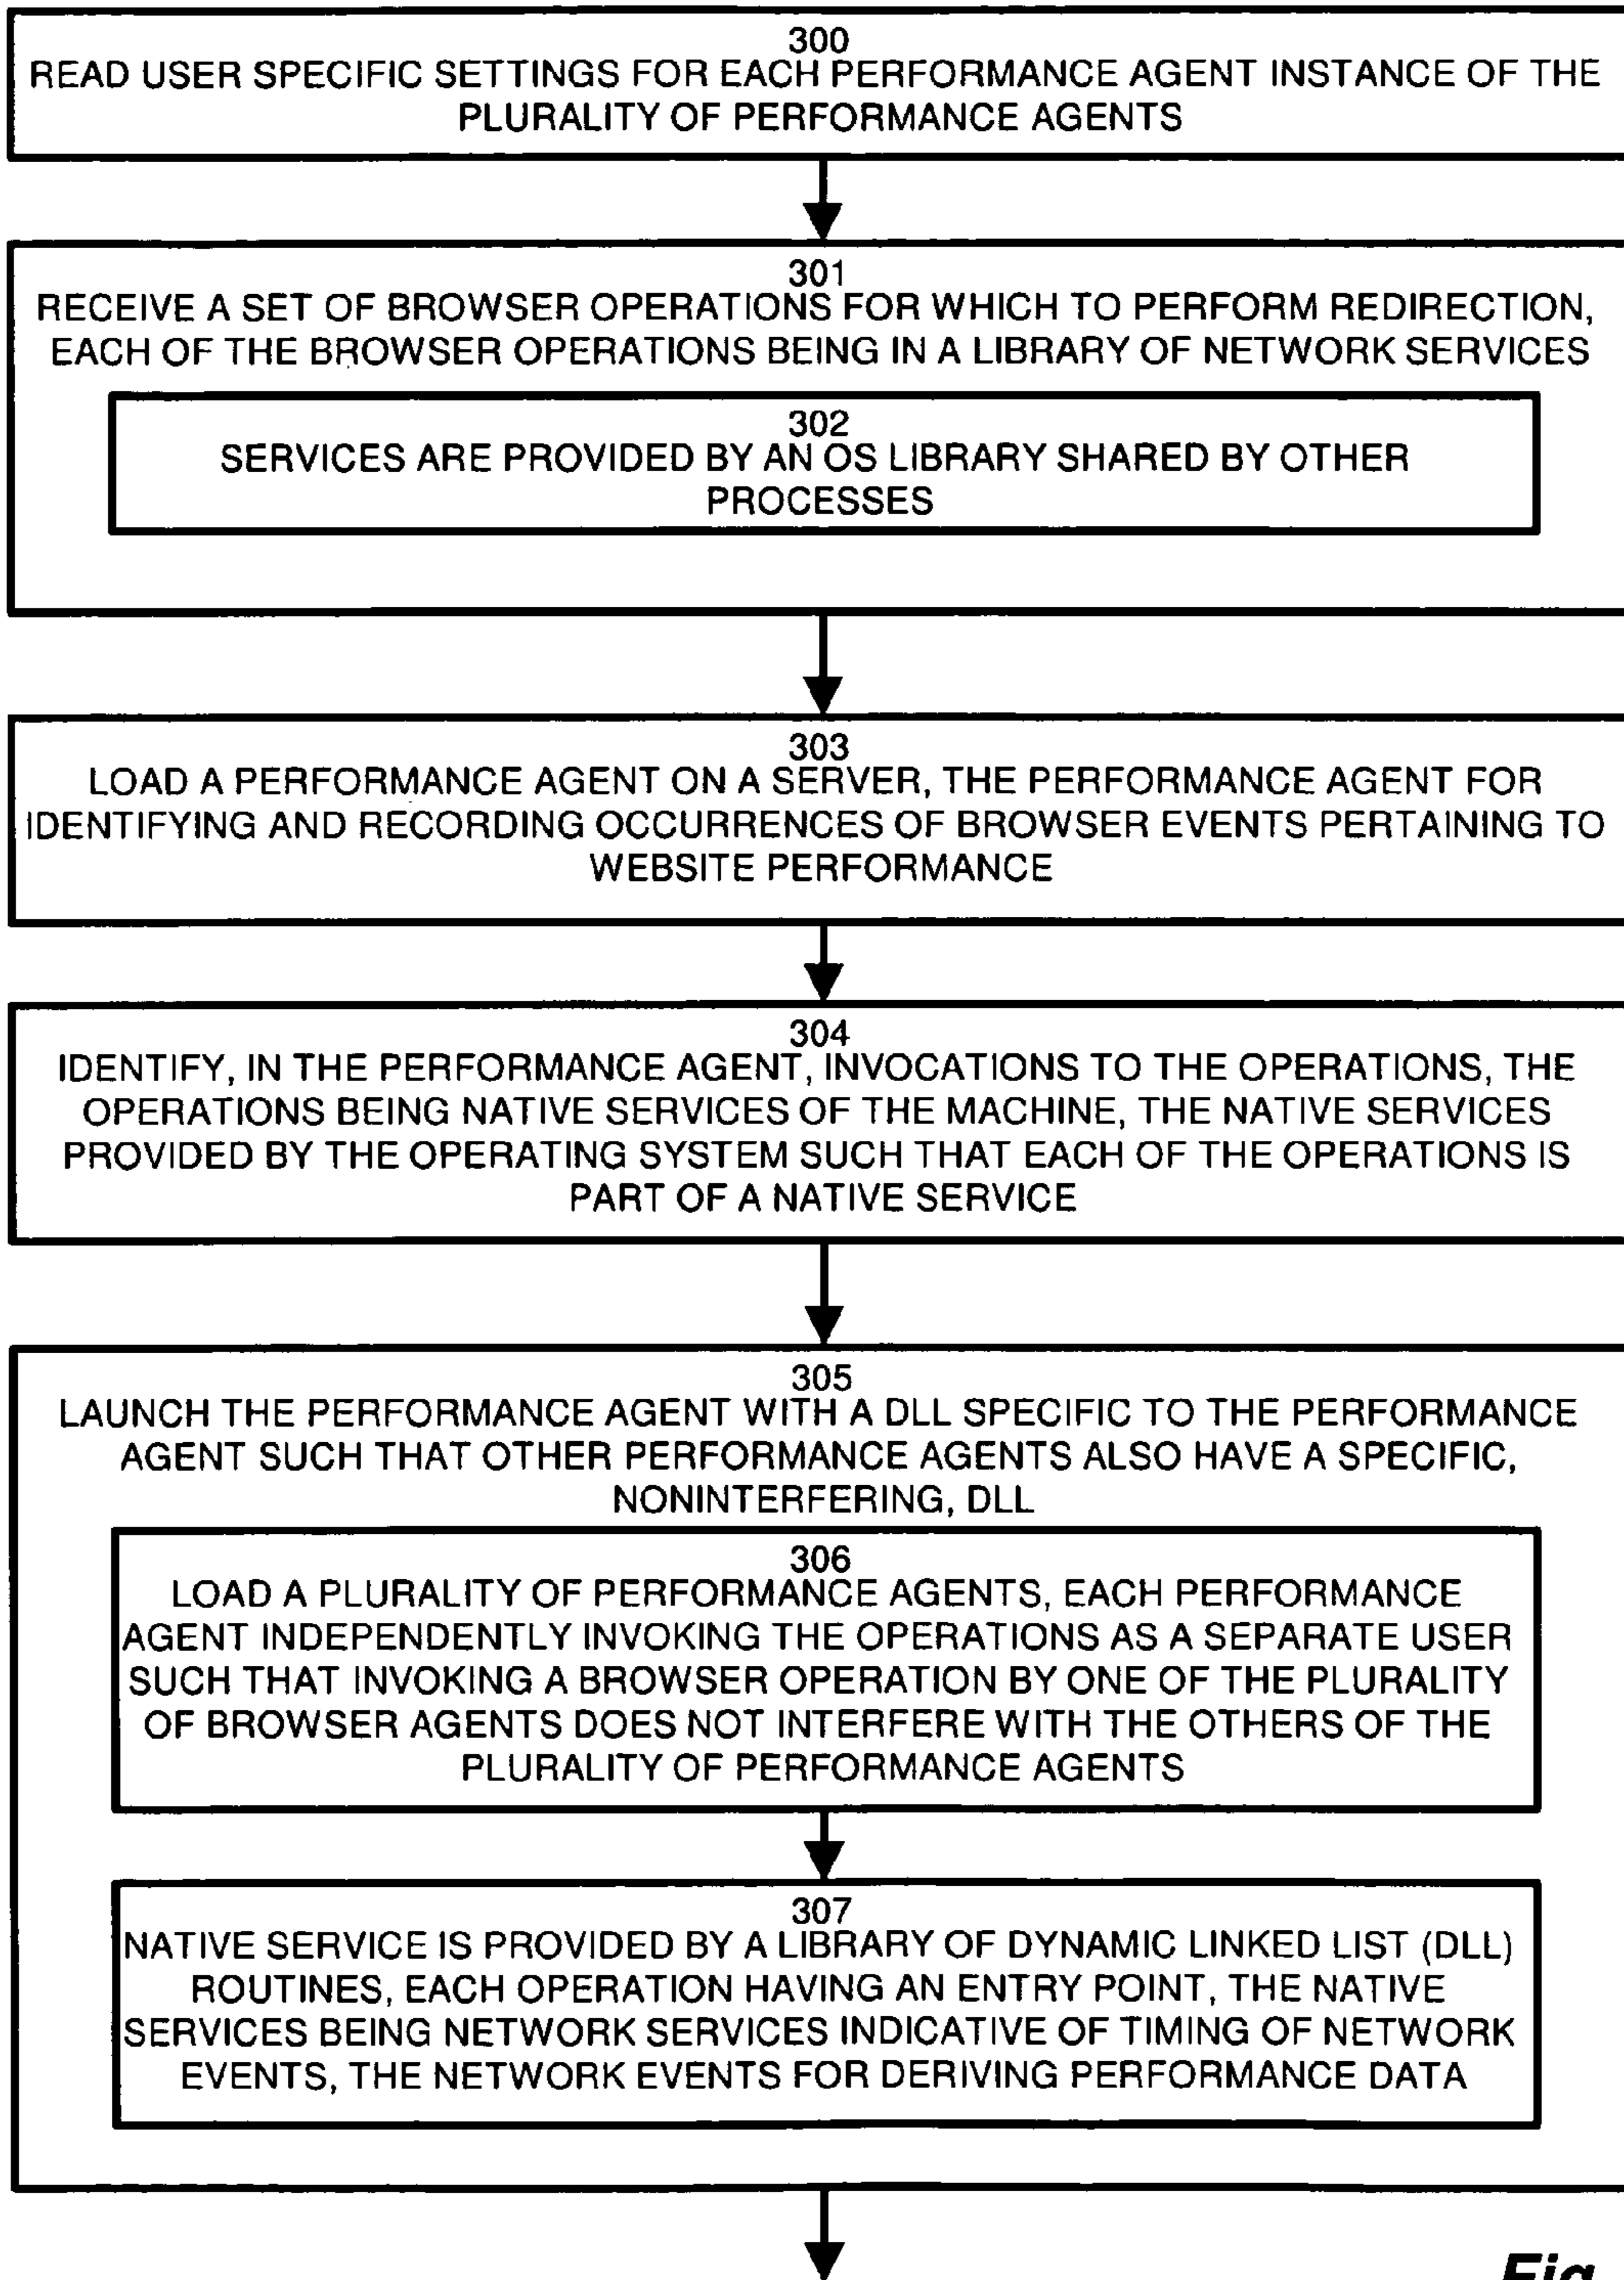 300
READ USER SPECIFIC SETTINGS FOR EACH PERFORMANCE AGENT INSTANCE OF THE
PLURALITY OF PERFORMANCE AGENTS
301
RECEIVE A SET OF BROWSER OPERATIONS FOR WHICH TO PERFORM REDIRECTION,
EACH OF THE BROWSER OPERATIONS BEING IN A LIBRARY OF NETWORK SERVICES
302
SERVICES ARE PROVIDED BY AN OS LIBRARY SHARED BY OTHER
PROCESSES
303
LOAD A PERFORMANCE AGENT ON A SERVER, THE PERFORMANCE AGENT FOR
IDENTIFYING AND RECORDING OCCURRENCES OF BROWSER EVENTS PERTAINING TO
WEBSITE PERFORMANCE
304
IDENTIFY, IN THE PERFORMANCE AGENT, INVOCATIONS TO THE OPERATIONS, THE
OPERATIONS BEING NATIVE SERVICES OF THE MACHINE, THE NATIVE SERVICES
PROVIDED BY THE OPERATING SYSTEM SUCH THAT EACH OF THE OPERATIONS IS
PART OF A NATIVE SERVICE
305
LAUNCH THE PERFORMANCE AGENT WITH A DLL SPECIFIC TO THE PERFORMANCE
AGENT SUCH THAT OTHER PERFORMANCE AGENTS ALSO HAVE A SPECIFIC,
NONINTERFERING, DLL
306
LOAD A PLURALITY OF PERFORMANCE AGENTS, EACH PERFORMANCE
AGENT INDEPENDENTLY INVOKING THE OPERATIONS AS A SEPARATE USER
SUCH THAT INVOKING A BROWSER OPERATION BY ONE OF THE PLURALITY
OF BROWSER AGENTS DOES NOT INTERFERE WITH THE OTHERS OF THE
PLURALITY OF PERFORMANCE AGENTS
307
NATIVE SERVICE IS PROVIDED BY A LIBRARY OF DYNAMIC LINKED LIST (DLL)
ROUTINES, EACH OPERATION HAVING AN ENTRY POINT, THE NATIVE
SERVICES BEING NETWORK SERVICES INDICATIVE OF TIMING OF NETWORK
EVENTS, THE NETWORK EVENTS FOR DERIVING PERFORMANCE DATA
Fig